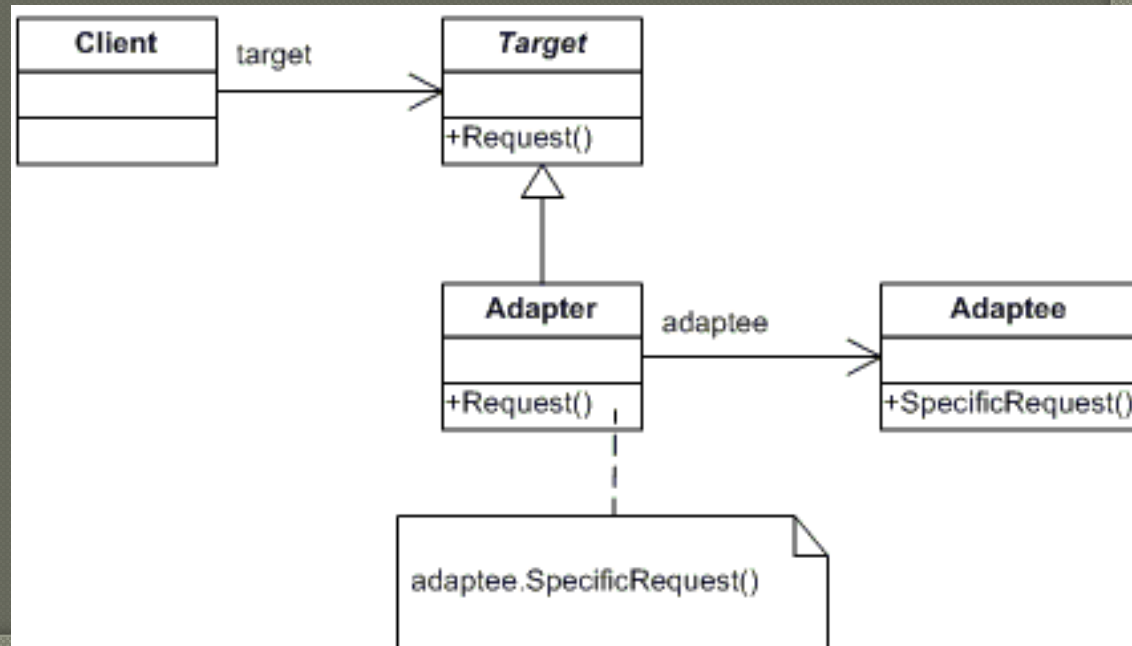 Client
target
Target
+Request()
Adapter
adaptee
Adaptee
+Request()
+SpecificRequest()
adaptee.SpecificRequest()